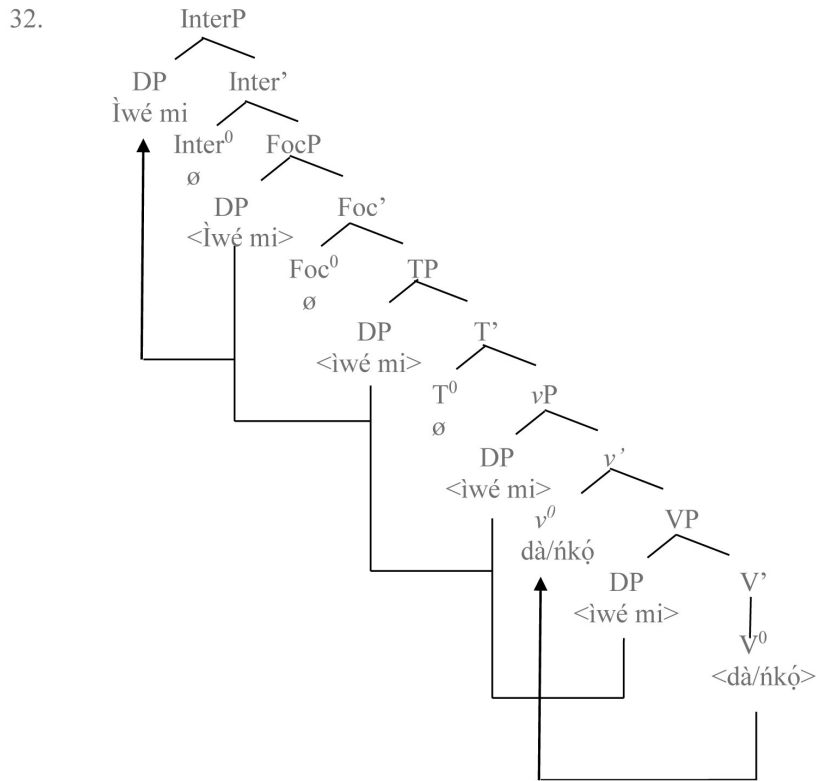 32.
InterP
DP Inter’
Ìwé mi
Inter⁰ FocP
ø
DP Foc’
<Ìwé mi>
Foc⁰ TP
ø
DP T’
<ìwé mi>
T⁰ vP
ø
DP v’
<ìwé mi>
v⁰ VP
dà/ńkọ́
DP V’
<ìwé mi>
V⁰
<dà/ńkọ́>